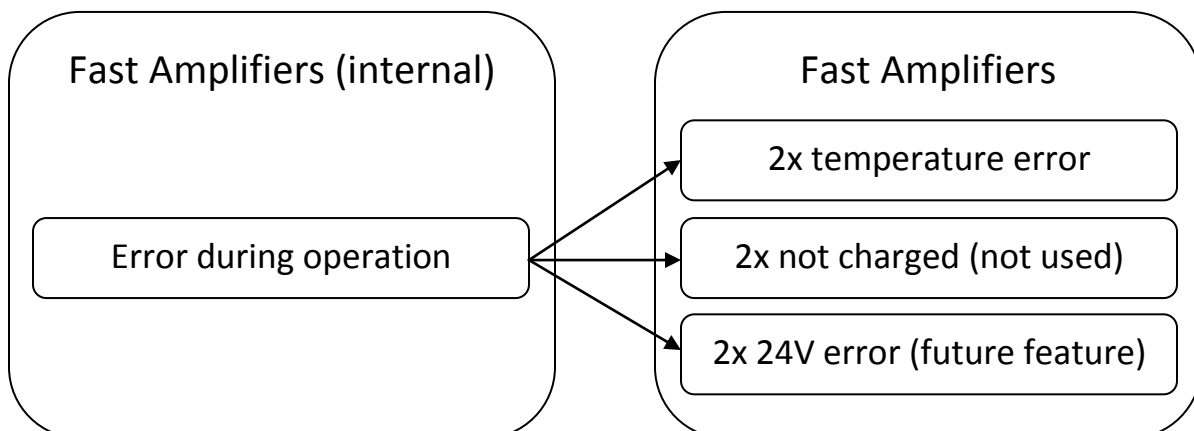 Fast Amplifiers (internal)
Error during operation
Fast Amplifiers
2x temperature error
2x not charged (not used)
2x 24V error (future feature)